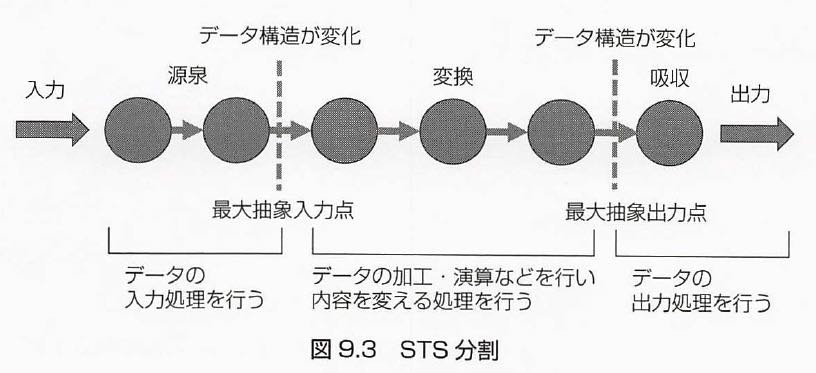 データ構造が変化
データ構造が変化
入力
源泉
変換
吸収
出力
最大抽象入力点
最大抽象出力点
データの
入力処理を行う
データの加工・演算などを行い
内容を変える処理を行う
データの
出力処理を行う
図9.3 STS分割